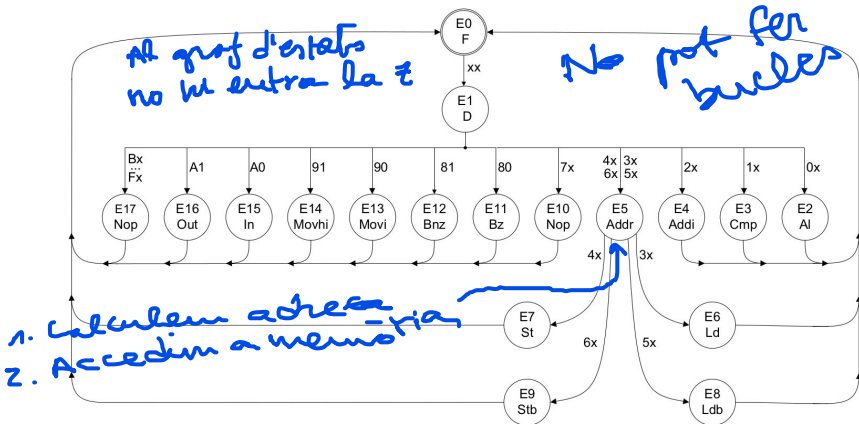 E0
F
Al graf d'estats
no hi entra la z
No pot fer
bucles
xx
E1
D
Bx
...
Fx
A1
A0
91
90
81
80
7x
4x 3x
6x 5x
2x
1x
0x
E17
Nop
E16
Out
E15
In
E14
Movhi
E13
Movi
E12
Bnz
E11
Bz
E10
Nop
E5
Addr
E4
Addi
E3
Cmp
E2
Al
4x
3x
1. Calculem adreça
2. Accedim a memòria
E7
St
E6
Ld
6x
5x
E9
Stb
E8
Ldb